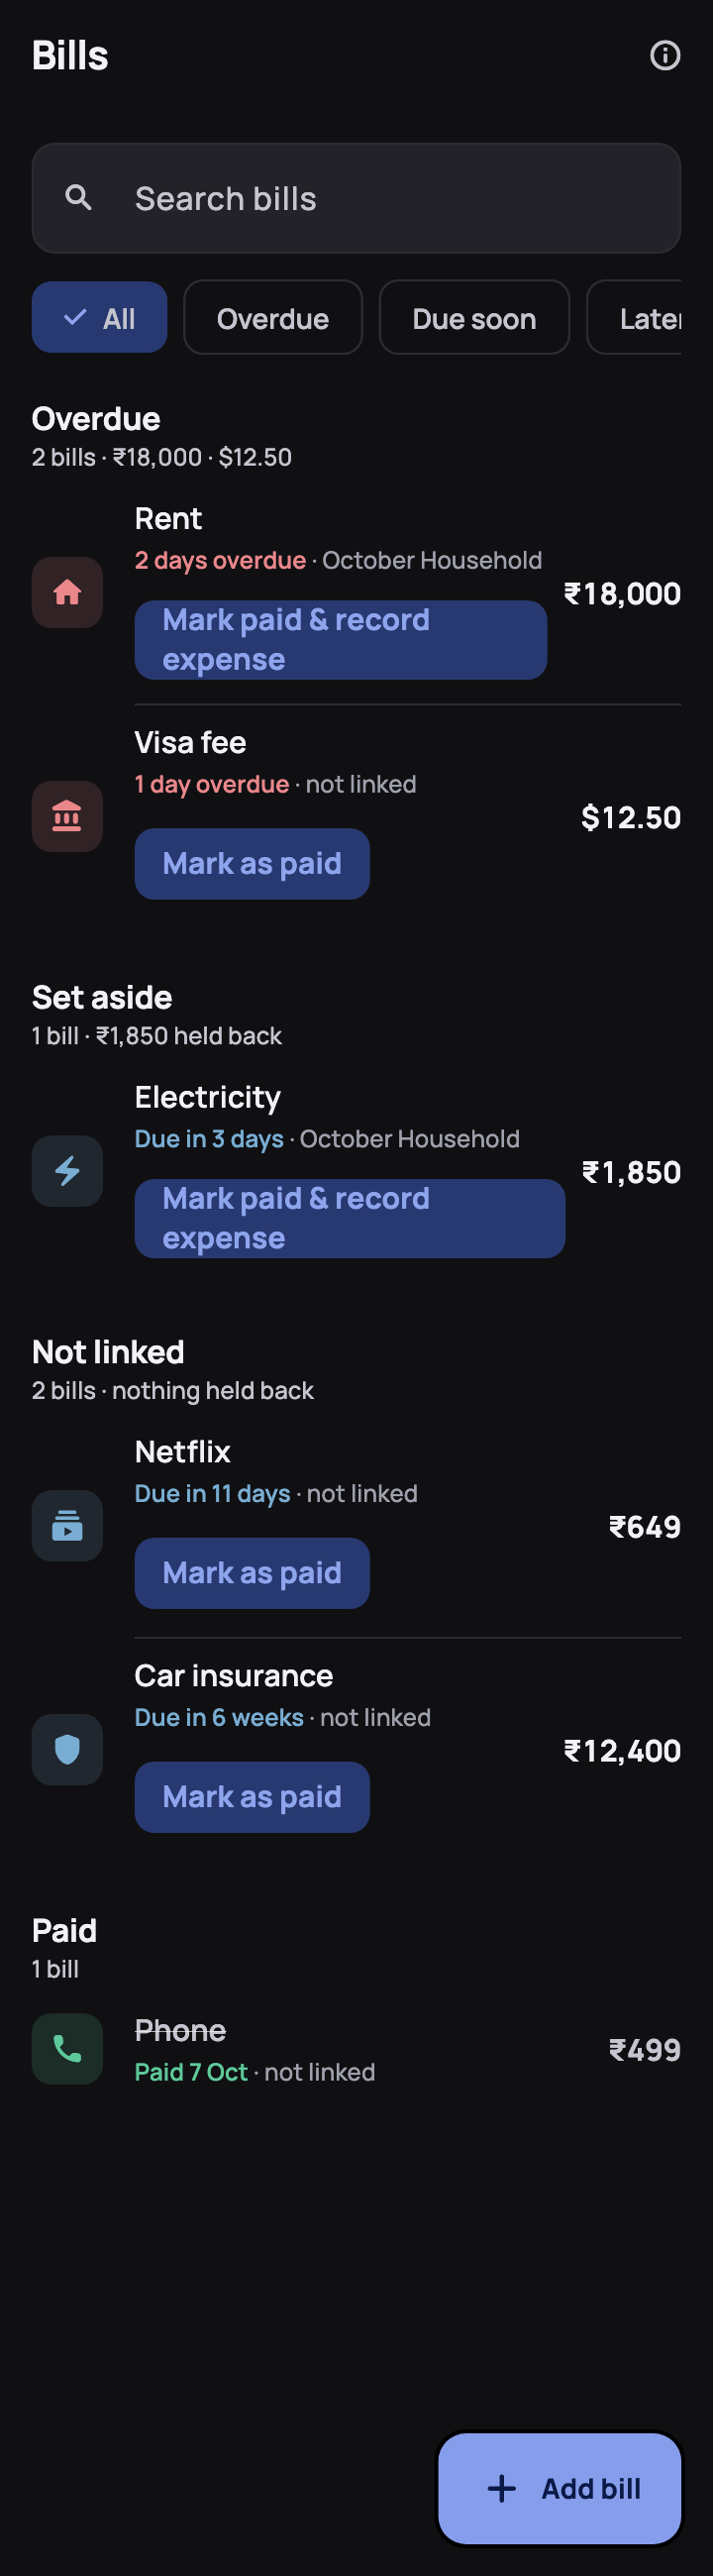 Bills
Search bills
All
Overdue
Due soon
Later
Overdue
2 bills · ₹18,000 · $12.50
Rent
2 days overdue · October Household
₹18,000
Mark paid & record
expense
Visa fee
1 day overdue · not linked
$12.50
Mark as paid
Set aside
1 bill · ₹1,850 held back
Electricity
Due in 3 days · October Household
₹1,850
Mark paid & record
expense
Not linked
2 bills · nothing held back
Netflix
Due in 11 days · not linked
₹649
Mark as paid
Car insurance
Due in 6 weeks · not linked
₹12,400
Mark as paid
Paid
1 bill
Phone
Paid 7 Oct · not linked
₹499
Add bill